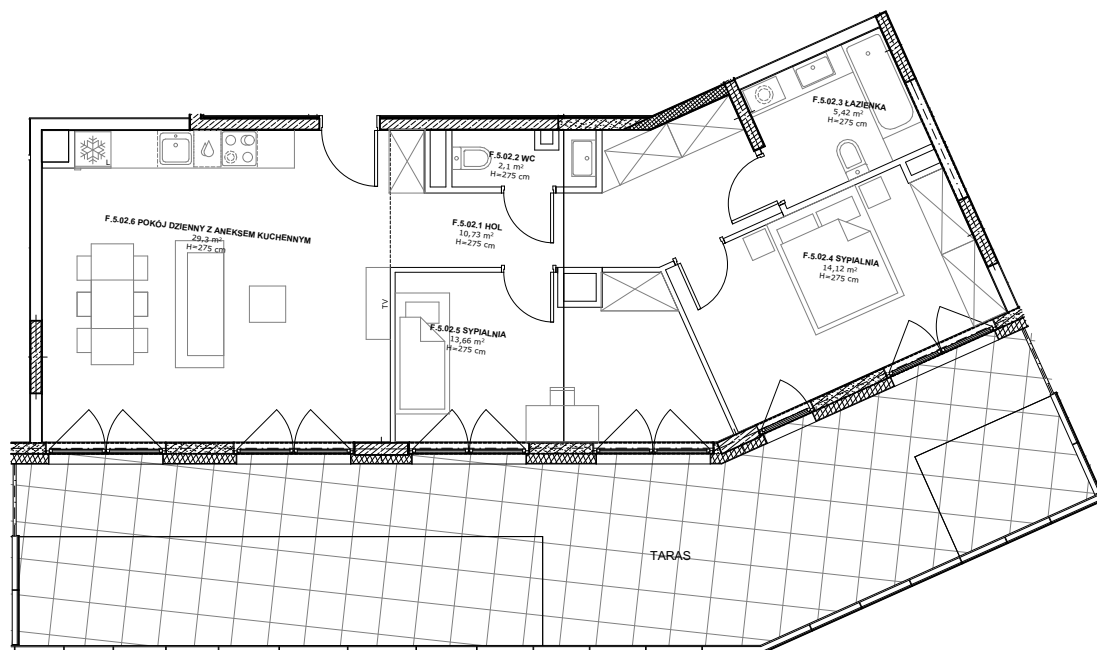 F.5.02.3 ŁAZIENKA
5,42 m²
H=275 cm
F.5.02.2 WC
2,1 m²
H=275 cm
F.5.02.6 POKÓJ DZIENNY Z ANEKSEM KUCHENNYM
29,3 m²
H=275 cm
F.5.02.1 HOL
10,73 m²
H=275 cm
F.5.02.4 SYPIALNIA
14,12 m²
H=275 cm
TV
F.5.02.5 SYPIALNIA
13,66 m²
H=275 cm
TARAS